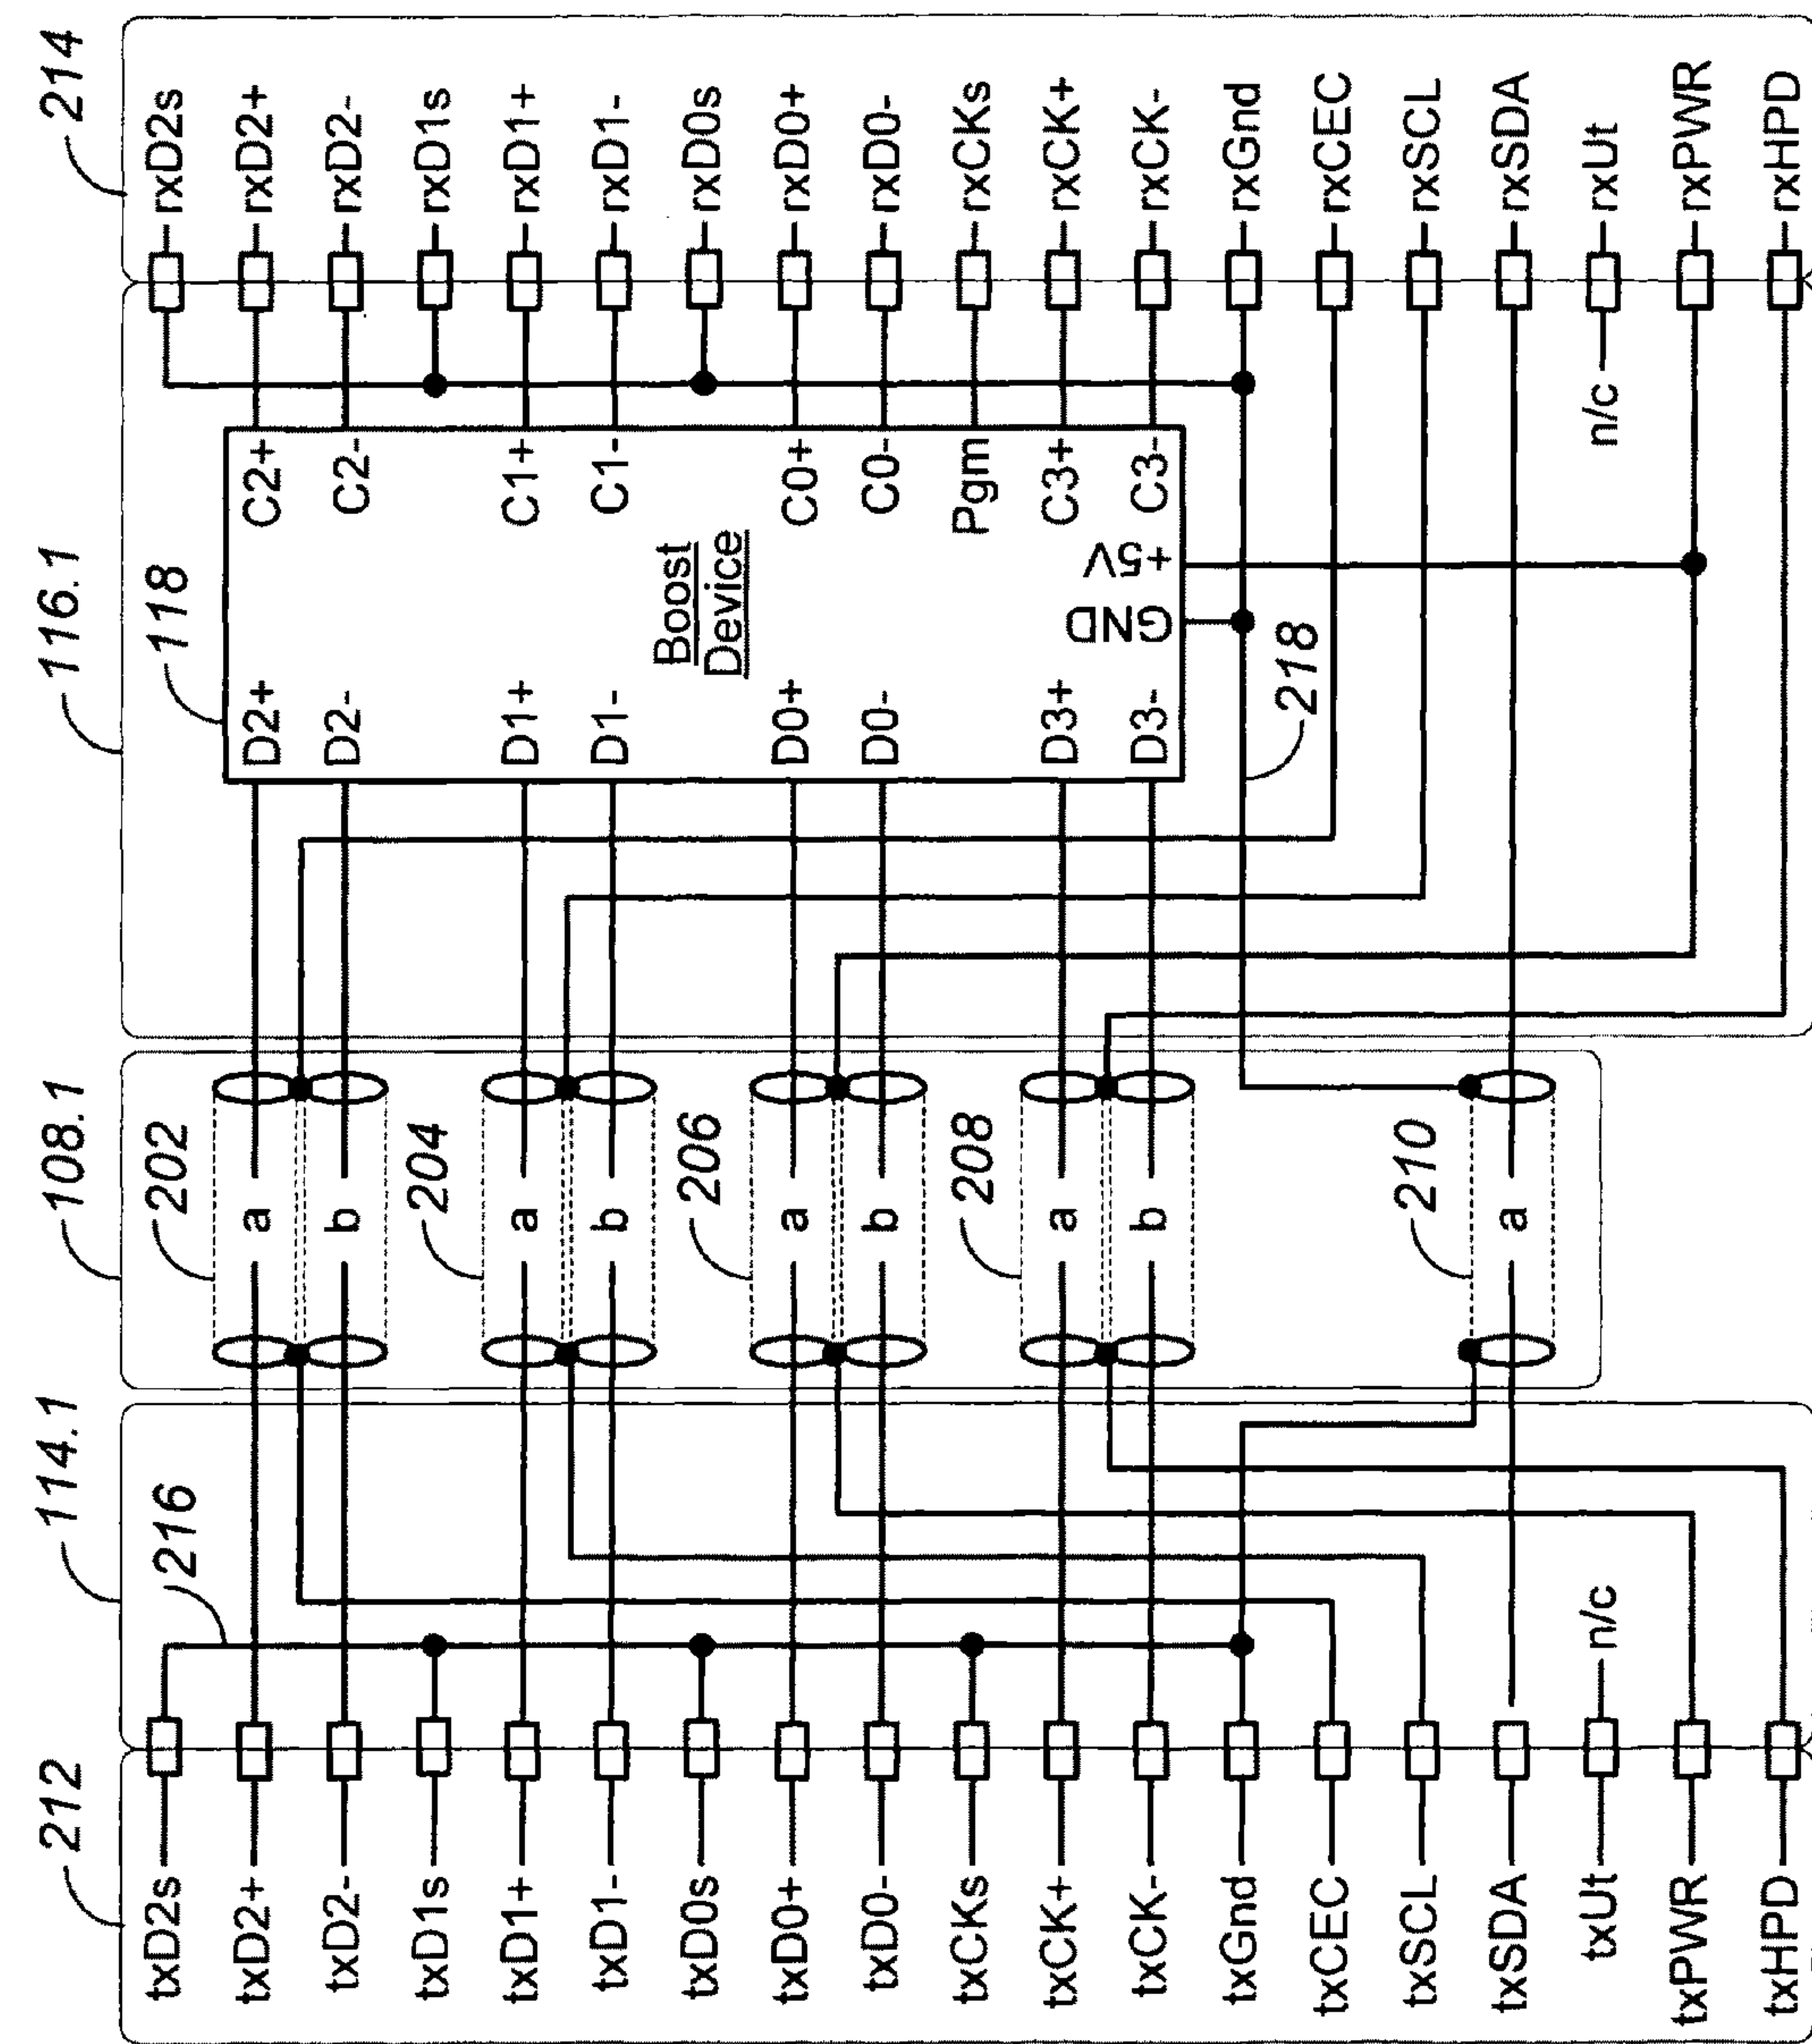 212
114.1
216
108.1
202
204
206
208
210
116.1
118
214
218
txD2s
txD2+
txD2-
txD1s
txD1+
txD1-
txD0s
txD0+
txD0-
txCKs
txCK+
txCK-
txGnd
txCEC
txSCL
txSDA
txUt
n/c
txPWR
txHPD
a
b
a
b
a
b
a
b
a
D2+
D2-
D1+
D1-
D0+
D0-
D3+
D3-
Boost
Device
GND
+5V
C2+
C2-
C1+
C1-
C0+
C0-
Pgm
C3+
C3-
rxD2s
rxD2+
rxD2-
rxD1s
rxD1+
rxD1-
rxD0s
rxD0+
rxD0-
rxCKs
rxCK+
rxCK-
rxGnd
rxCEC
rxSCL
rxSDA
n/c
rxUt
rxPWR
rxHPD